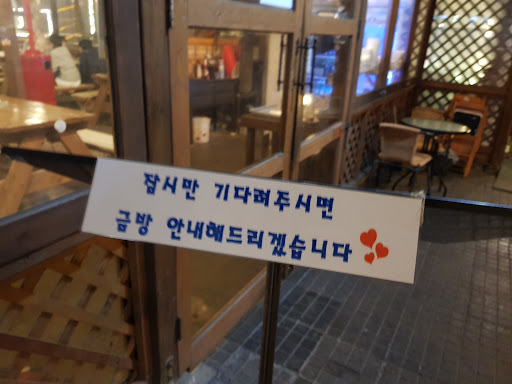 잠시만 기다려주시면
금방 안내해드리겠습니다